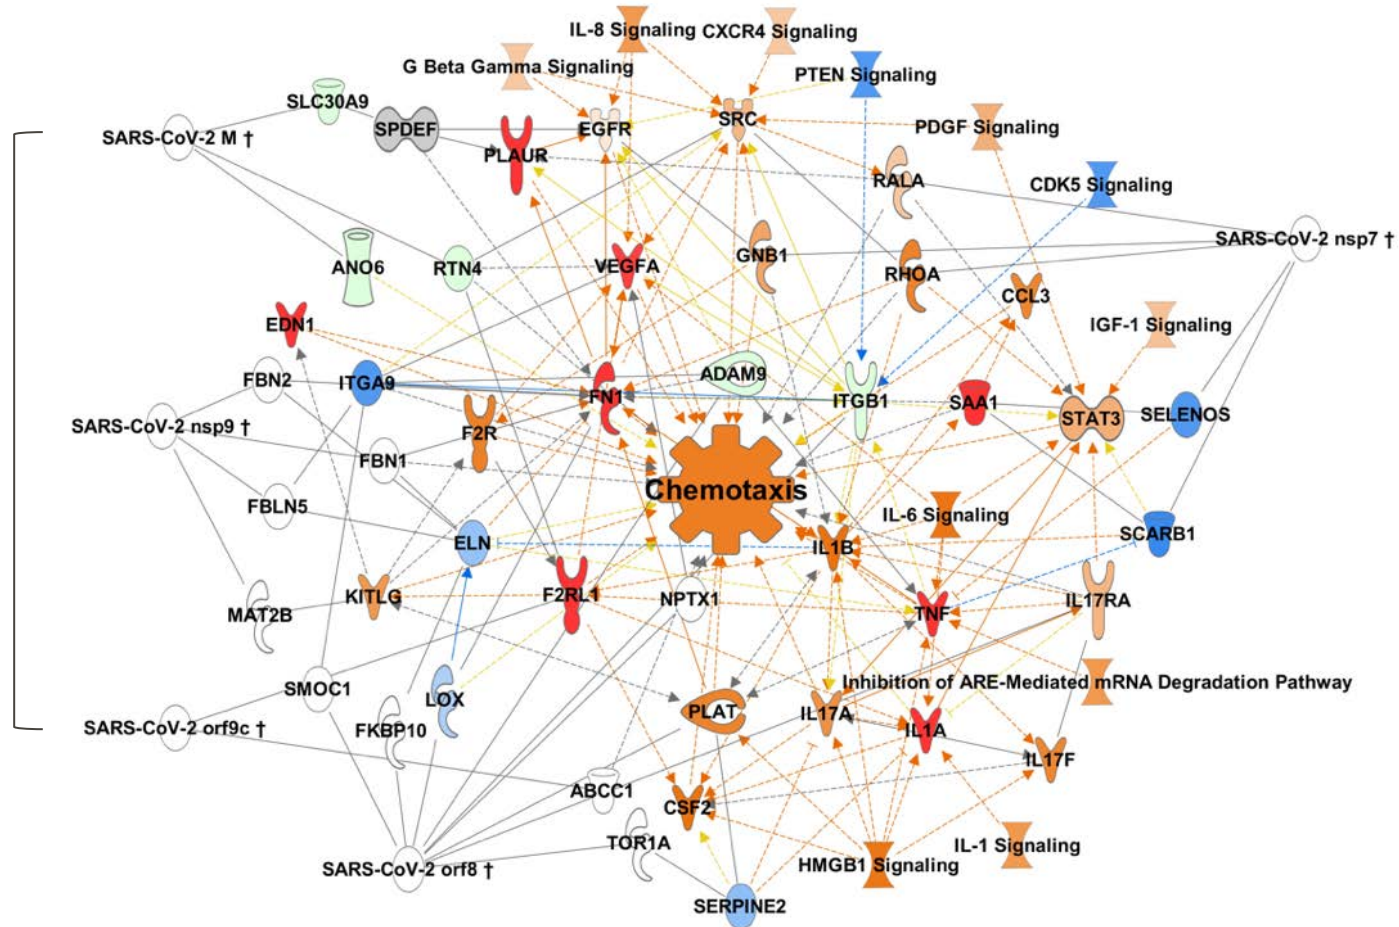 IL-8 Signaling
CXCR4 Signaling
G Beta Gamma Signaling
PTEN Signaling
SLC30A9
SARS-CoV-2 M †
SPDEF
EGFR
SRC
PDGF Signaling
PLAUR
RALA
CDK5 Signaling
SARS-CoV-2 nsp7 †
ANO6
RTN4
VEGFA
GNB1
RHOA
CCL3
EDN1
IGF-1 Signaling
FBN2
ITGA9
ADAM9
FN1
ITGB1
SAA1
STAT3
SELENOS
SARS-CoV-2 nsp9 †
F2R
FBN1
Chemotaxis
FBLN5
IL-6 Signaling
ELN
IL1B
SCARB1
MAT2B
KITLG
F2RL1
NPTX1
TNF
IL17RA
SMOC1
Inhibition of ARE-Mediated mRNA Degradation Pathway
LOX
PLAT
IL17A
SARS-CoV-2 orf9c †
FKBP10
IL1A
IL17F
ABCC1
CSF2
TOR1A
IL-1 Signaling
SARS-CoV-2 orf8 †
HMGB1 Signaling
SERPINE2